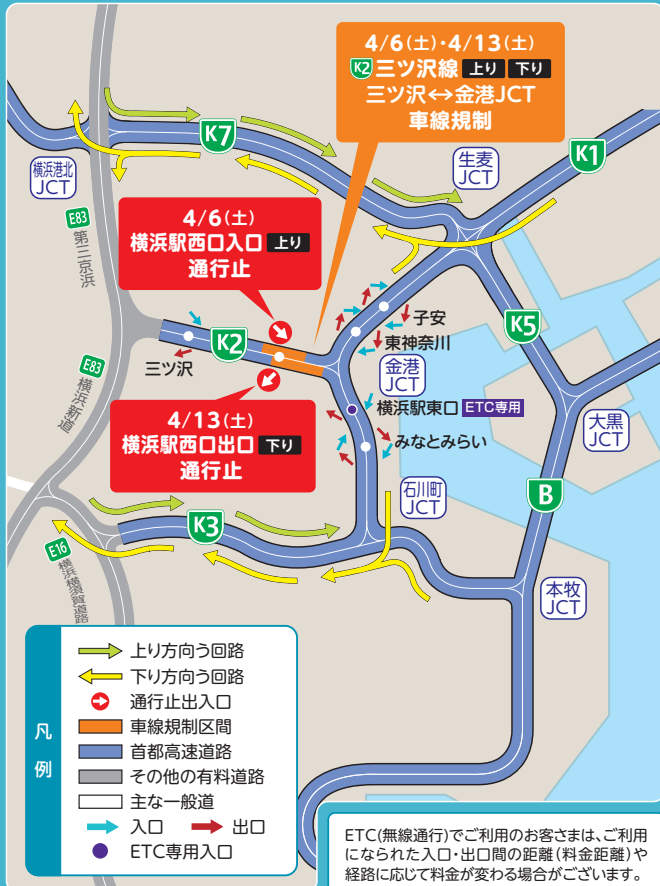 4/6(土)・4/13(土)
K2 三ツ沢線 上り 下り
三ツ沢↔金港JCT
車線規制
K7
K1
生麦
JCT
横浜港北
JCT
E83
第三京浜
4/6(土)
横浜駅西口入口 上り
通行止
子安
K5
K2
東神奈川
三ツ沢
金港
JCT
E83
横浜新道
横浜駅東口 ETC専用
4/13(土)
横浜駅西口出口 下り
通行止
大黒
JCT
みなとみらい
石川町
JCT
B
K3
E16
横浜横須賀道路
本牧
JCT
凡例
上り方向う回路
下り方向う回路
通行止出入口
車線規制区間
首都高速道路
その他の有料道路
主な一般道
入口 出口
ETC専用入口
ETC(無線通行)でご利用のお客さまは、ご利用
になられた入口・出口間の距離(料金距離)や
経路に応じて料金が変わる場合がございます。